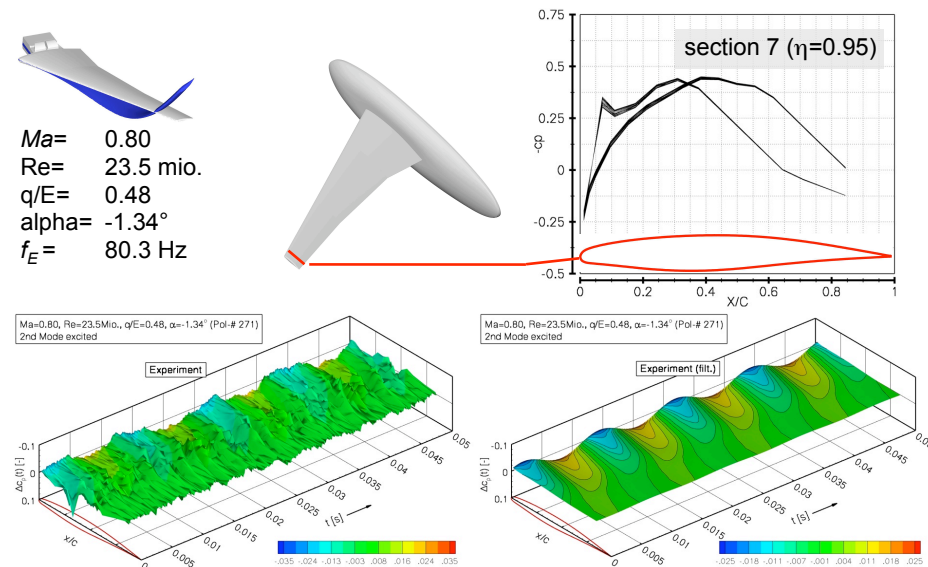 Ma= 0.80
Re= 23.5 mio.
q/E= 0.48
alpha= -1.34°
f_E= 80.3 Hz
section 7 (η=0.95)
-cp
0.75
0.5
0.25
0
-0.25
-0.5
0 0.2 0.4 0.6 0.8 1
X/C
Ma=0.80, Re=23.5Mio., q/E=0.48, α=-1.34° (Pol-# 271)
2nd Mode excited
Experiment
-0.1
0
0.1
Δc_p(t) [-]
x/c
0.005
0.01
0.02
0.03
0.035
0.04
0.045
0.05
t [s]
-.035 -.024 -.013 -.003 .008 .016 .024 .035
Ma=0.80, Re=23.5Mio., q/E=0.48, α=-1.34° (Pol-# 271)
2nd Mode excited
Experiment (filt.)
-0.1
0
0.1
Δc_p(t) [-]
x/c
0.005
0.01
0.02
0.03
0.035
0.04
0.045
0.05
t [s]
-.025 -.018 -.011 -.007 -.001 .004 .011 .018 .025